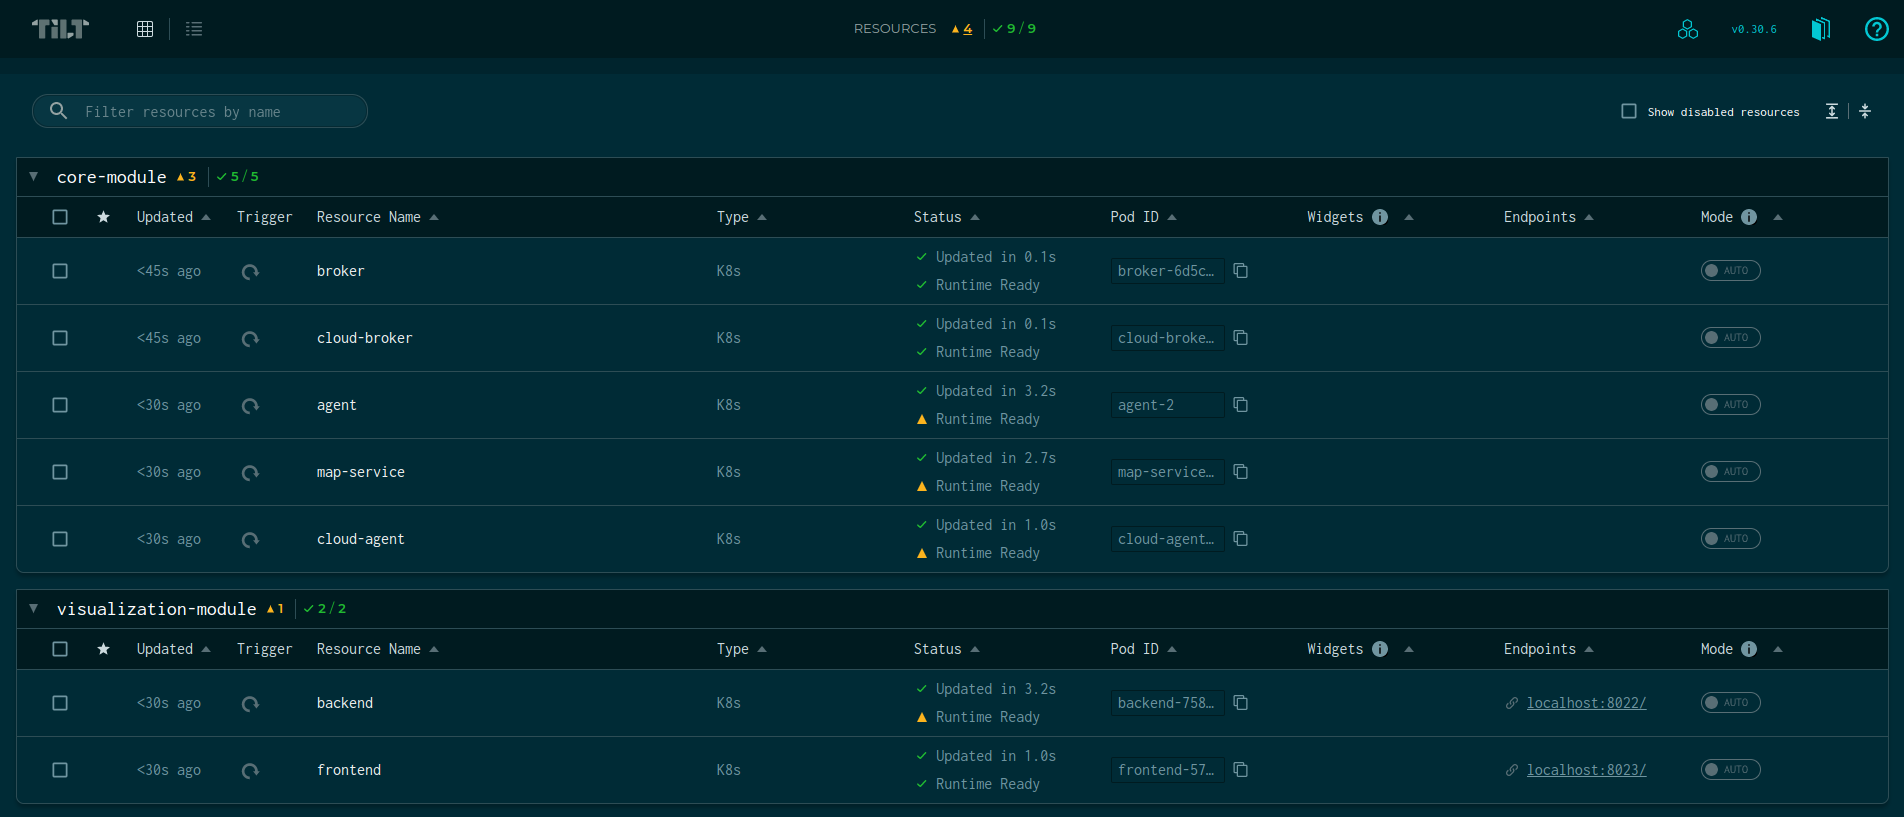 TILT RESOURCES 4 9/9 v0.30.6
Filter resources by name Show disabled resources
core-module 3 5/5
Updated Trigger Resource Name Type Status Pod ID Widgets Endpoints Mode
<45s ago broker K8s Updated in 0.1s Runtime Ready broker-6d5c… AUTO
<45s ago cloud-broker K8s Updated in 0.1s Runtime Ready cloud-broke… AUTO
<30s ago agent K8s Updated in 3.2s Runtime Ready agent-2 AUTO
<30s ago map-service K8s Updated in 2.7s Runtime Ready map-service… AUTO
<30s ago cloud-agent K8s Updated in 1.0s Runtime Ready cloud-agent… AUTO
visualization-module 1 2/2
Updated Trigger Resource Name Type Status Pod ID Widgets Endpoints Mode
<30s ago backend K8s Updated in 3.2s Runtime Ready backend-758… localhost:8022/ AUTO
<30s ago frontend K8s Updated in 1.0s Runtime Ready frontend-57… localhost:8023/ AUTO